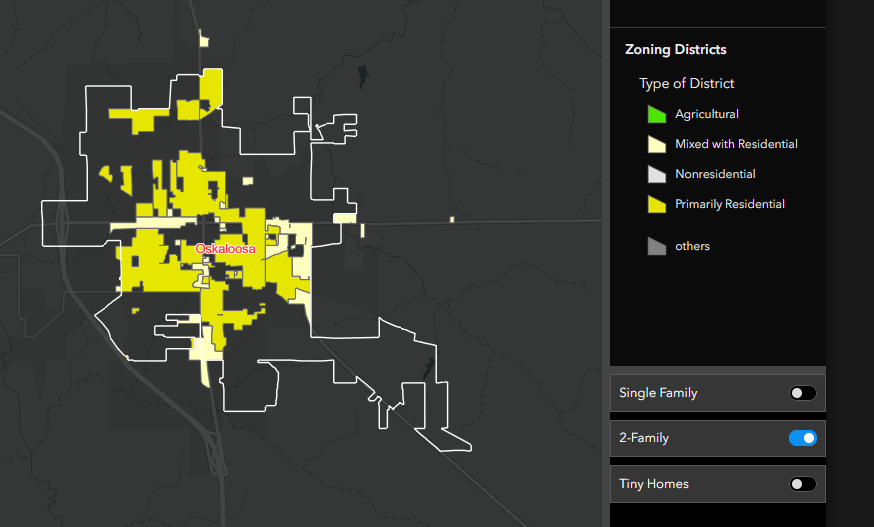 Zoning Districts
Type of District
Agricultural
Mixed with Residential
Nonresidential
Primarily Residential
others
Oskaloosa
Single Family
2-Family
Tiny Homes